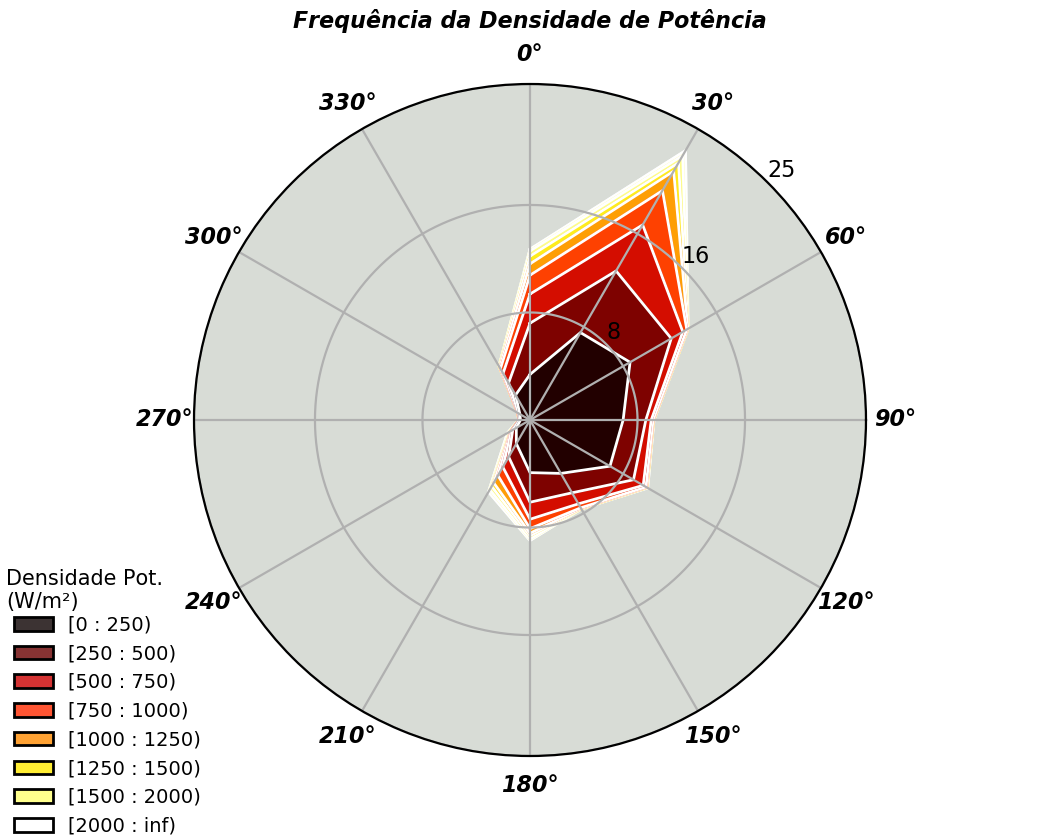 Frequência da Densidade de Potência
0°
330°
30°
25
300°
60°
16
8
270°
90°
Densidade Pot.
(W/m²)
240°
120°
[0 : 250)
[250 : 500)
[500 : 750)
[750 : 1000)
210°
150°
[1000 : 1250)
[1250 : 1500)
180°
[1500 : 2000)
[2000 : inf)